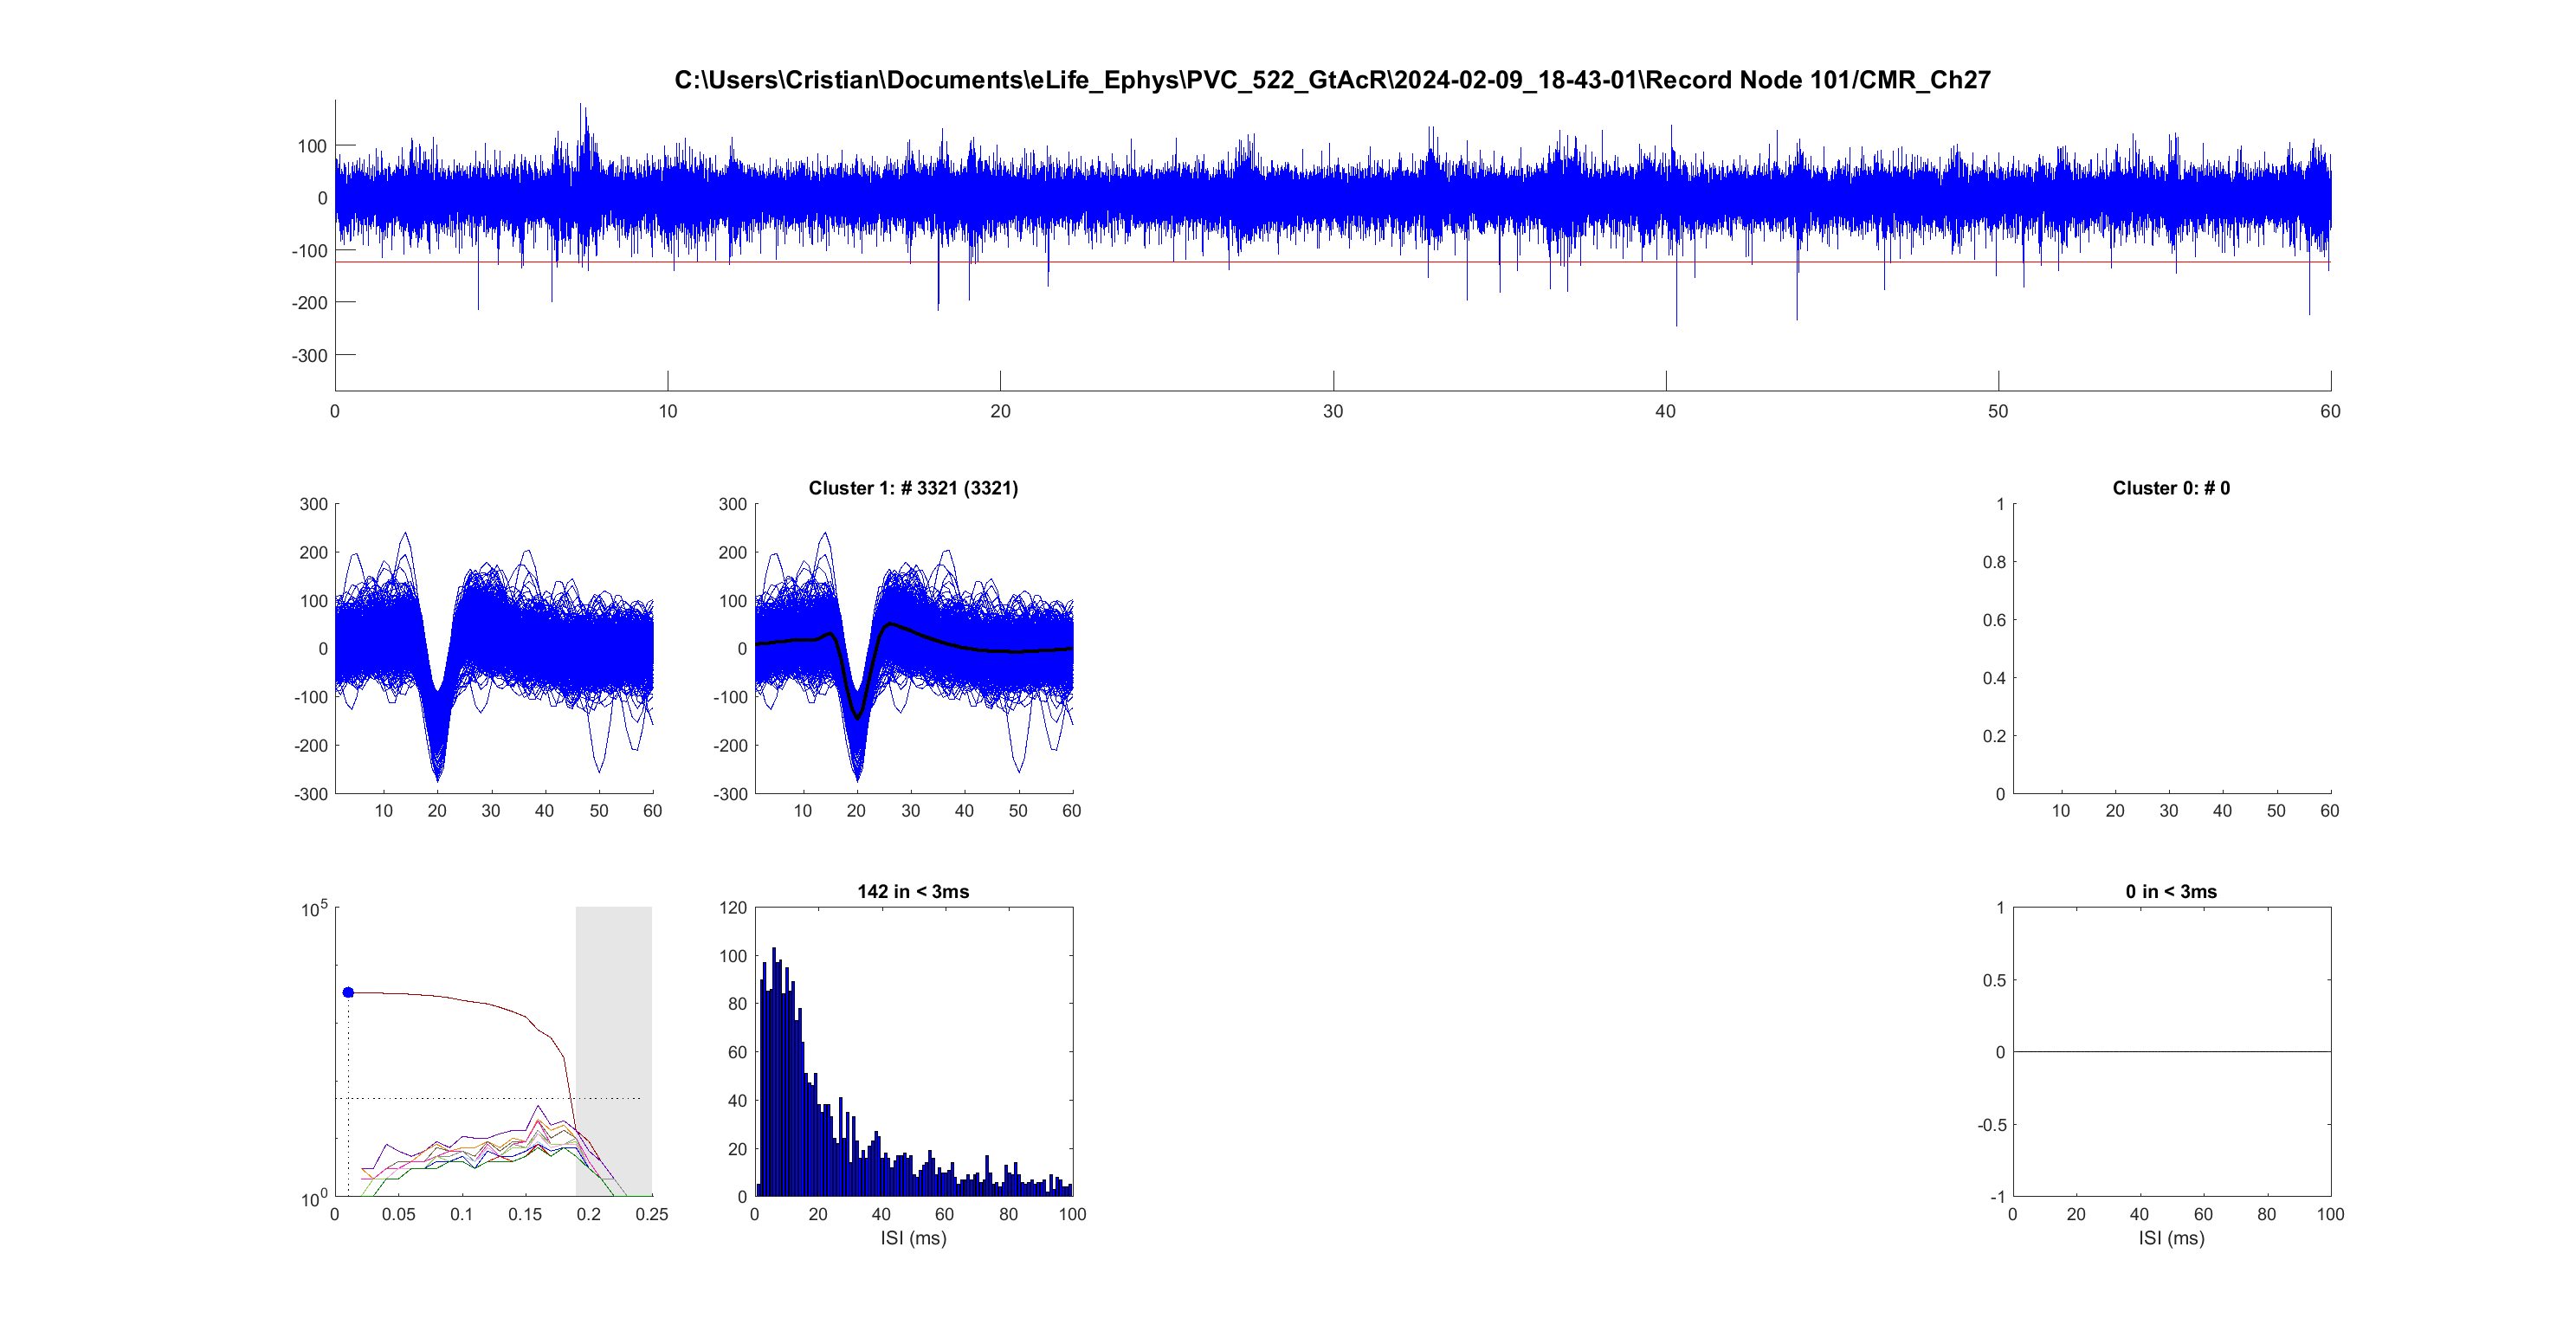 C:\Users\Cristian\Documents\eLife_Ephys\PVC_522_GtAcR\2024-02-09_18-43-01\Record Node 101/CMR_Ch27
100
0
-100
-200
-300
0 10 20 30 40 50 60
Cluster 1: # 3321 (3321)
Cluster 0: # 0
300
200
100
0
-100
-200
-300
10 20 30 40 50 60
300
200
100
0
-100
-200
-300
10 20 30 40 50 60
1
0.8
0.6
0.4
0.2
0
10 20 30 40 50 60
142 in < 3ms
0 in < 3ms
10^5
10^0
0 0.05 0.1 0.15 0.2 0.25
120
100
80
60
40
20
0
0 20 40 60 80 100
ISI (ms)
1
0.5
0
-0.5
-1
0 20 40 60 80 100
ISI (ms)